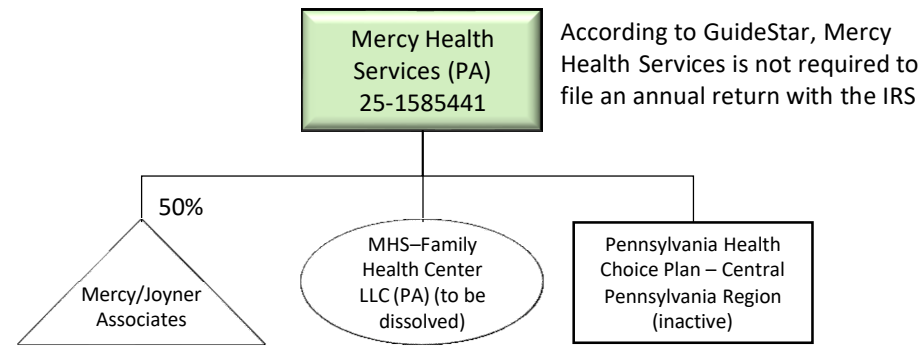 Mercy Health
Services (PA)
25-1585441
According to GuideStar, Mercy
Health Services is not required to
file an annual return with the IRS
50%
Mercy/Joyner
Associates
MHS–Family
Health Center
LLC (PA) (to be
dissolved)
Pennsylvania Health
Choice Plan – Central
Pennsylvania Region
(inactive)